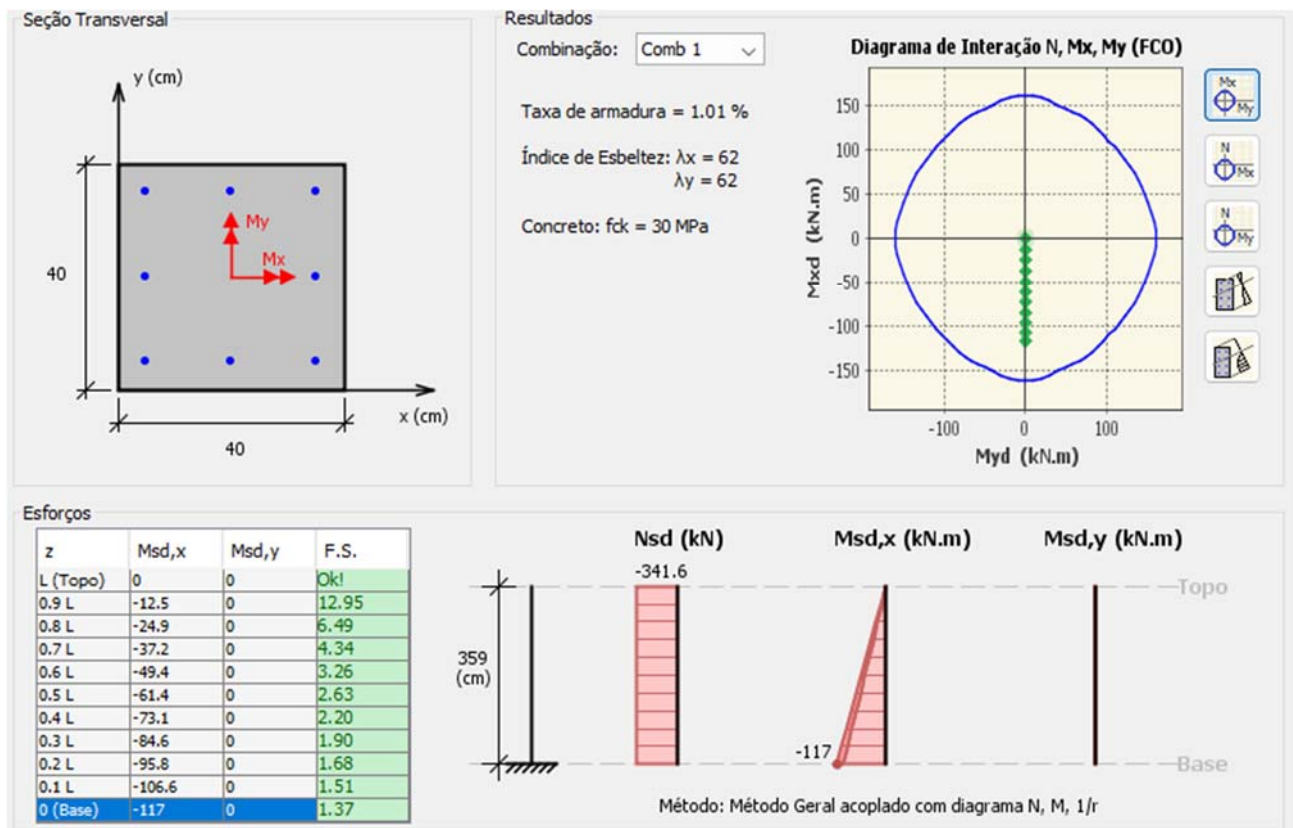 Seção Transversal
y (cm)
My
Mx
40
x (cm)
40
Resultados
Combinação: Comb 1
Taxa de armadura = 1.01 %
Índice de Esbeltez: λx = 62
λy = 62
Concreto: fck = 30 MPa
Diagrama de Interação N, Mx, My (FCO)
150
100
50
0
-50
-100
-150
Mxd (kN.m)
-100 0 100
Myd (kN.m)
Mx
My
N
Mx
N
My
Esforços
z Msd,x Msd,y F.S.
L (Topo) 0 0 Ok!
0.9 L -12.5 0 12.95
0.8 L -24.9 0 6.49
0.7 L -37.2 0 4.34
0.6 L -49.4 0 3.26
0.5 L -61.4 0 2.63
0.4 L -73.1 0 2.20
0.3 L -84.6 0 1.90
0.2 L -95.8 0 1.68
0.1 L -106.6 0 1.51
0 (Base) -117 0 1.37
Nsd (kN) Msd,x (kN.m) Msd,y (kN.m)
-341.6
Topo
359
(cm)
-117
Base
Método: Método Geral acoplado com diagrama N, M, 1/r